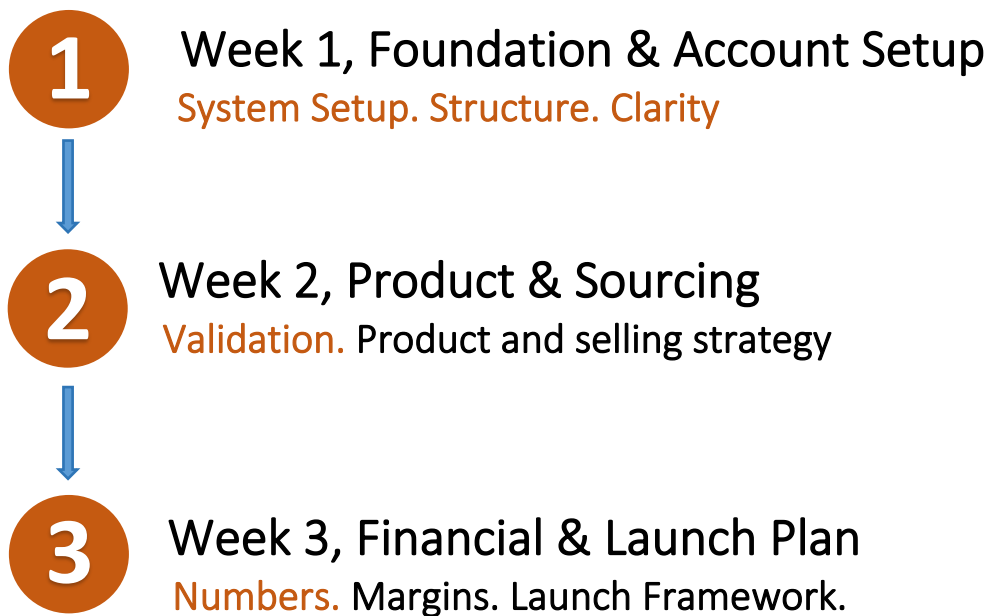 1
Week 1, Foundation & Account Setup
System Setup. Structure. Clarity
2
Week 2, Product & Sourcing
Validation. Product and selling strategy
3
Week 3, Financial & Launch Plan
Numbers. Margins. Launch Framework.